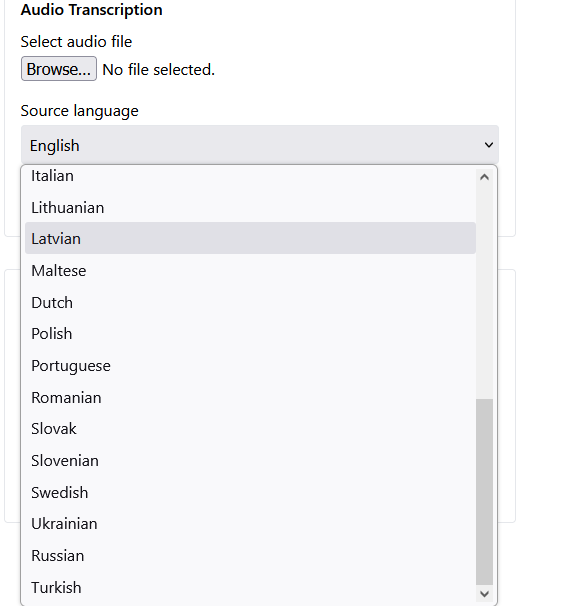 Audio Transcription
Select audio file
Browse... No file selected.
Source language
English
Italian
Lithuanian
Latvian
Maltese
Dutch
Polish
Portuguese
Romanian
Slovak
Slovenian
Swedish
Ukrainian
Russian
Turkish